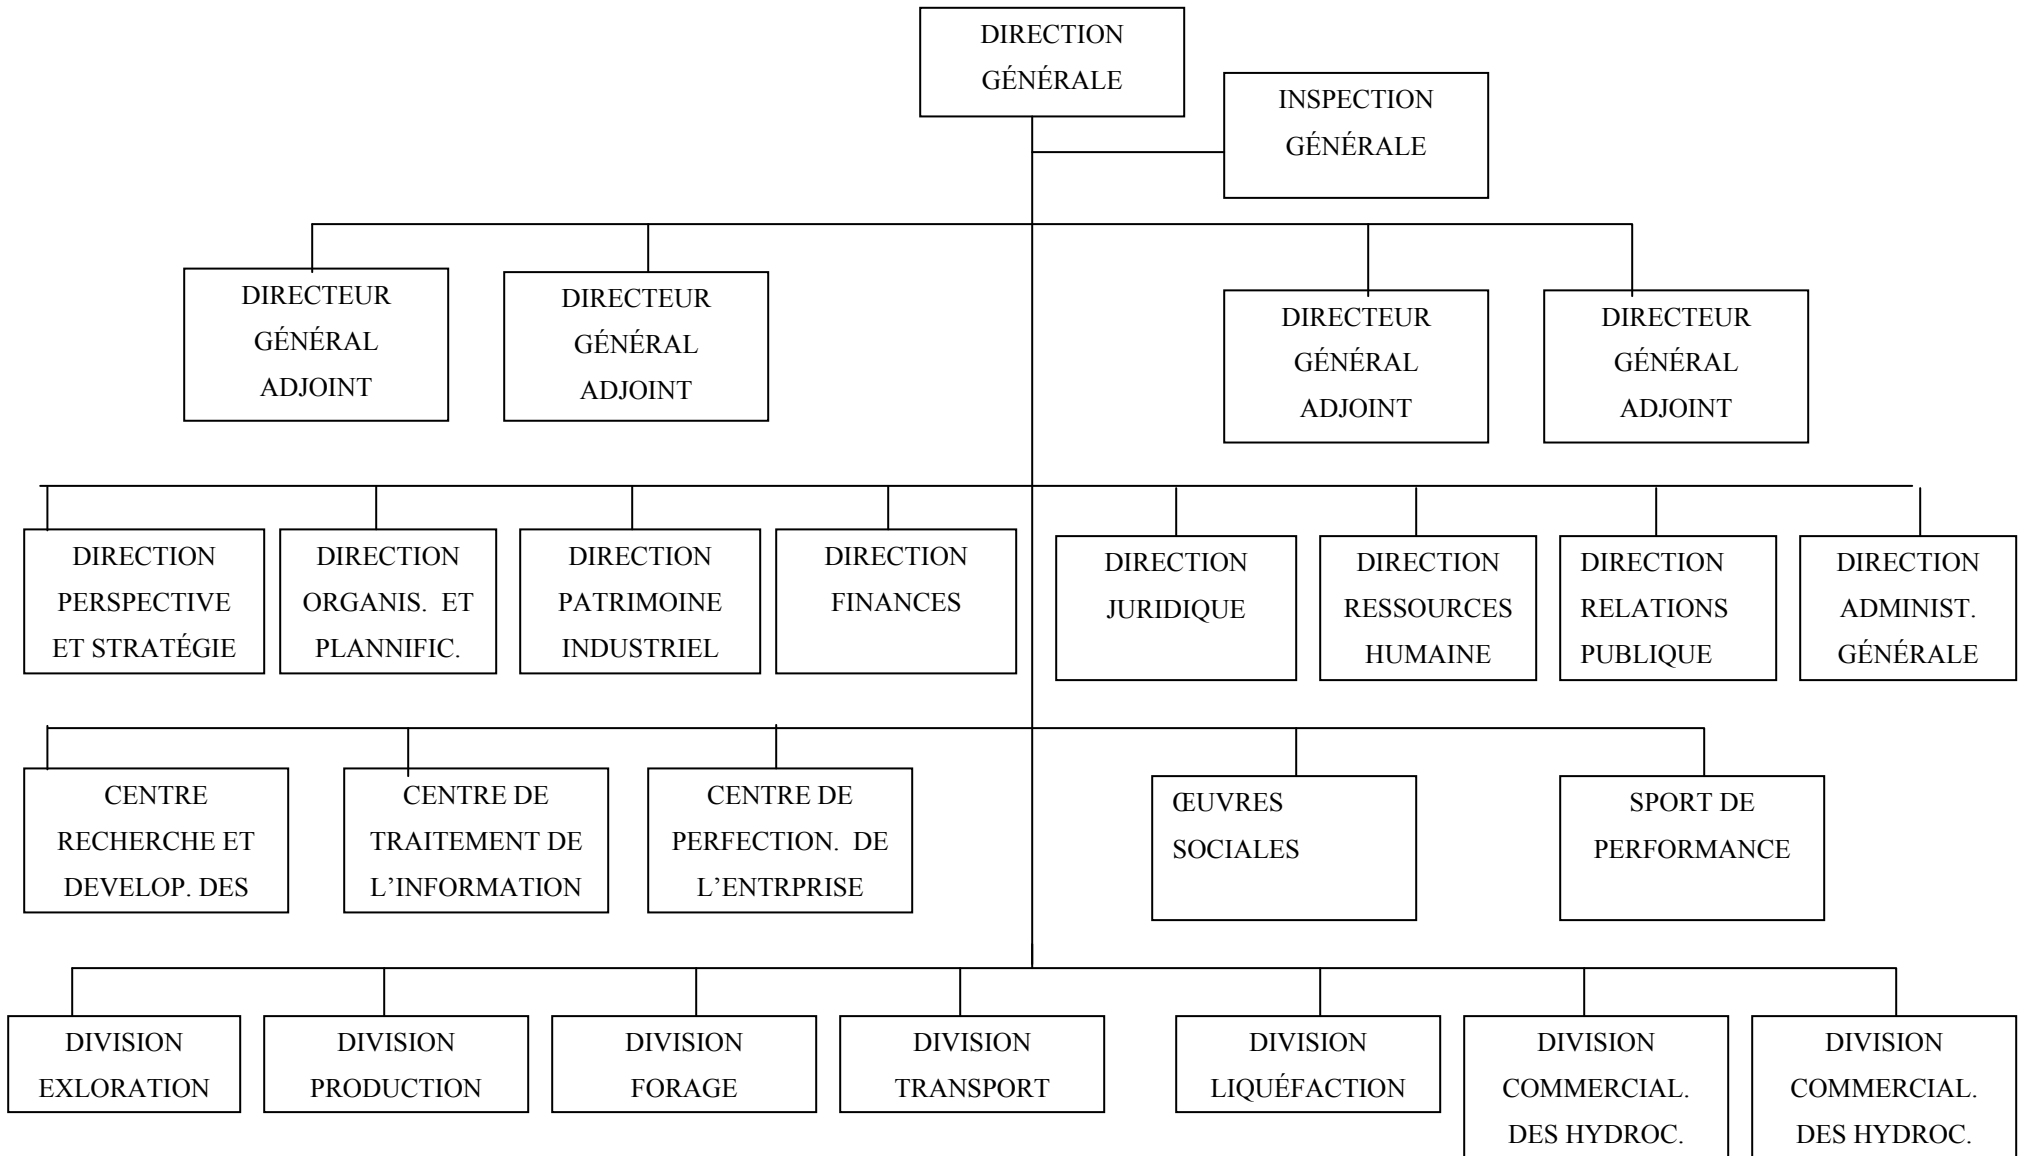 DIRECTION
GÉNÉRALE
INSPECTION
GÉNÉRALE
DIRECTEUR
GÉNÉRAL
ADJOINT
DIRECTEUR
GÉNÉRAL
ADJOINT
DIRECTEUR
GÉNÉRAL
ADJOINT
DIRECTEUR
GÉNÉRAL
ADJOINT
DIRECTION
PERSPECTIVE
ET STRATÉGIE
DIRECTION
ORGANIS. ET
PLANNIFIC.
DIRECTION
PATRIMOINE
INDUSTRIEL
DIRECTION
FINANCES
DIRECTION
JURIDIQUE
DIRECTION
RESSOURCES
HUMAINE
DIRECTION
RELATIONS
PUBLIQUE
DIRECTION
ADMINIST.
GÉNÉRALE
CENTRE
RECHERCHE ET
DEVELOP. DES
CENTRE DE
TRAITEMENT DE
L’INFORMATION
CENTRE DE
PERFECTION. DE
L’ENTRPRISE
ŒUVRES
SOCIALES
SPORT DE
PERFORMANCE
DIVISION
EXLORATION
DIVISION
PRODUCTION
DIVISION
FORAGE
DIVISION
TRANSPORT
DIVISION
LIQUÉFACTION
DIVISION
COMMERCIAL.
DES HYDROC.
DIVISION
COMMERCIAL.
DES HYDROC.